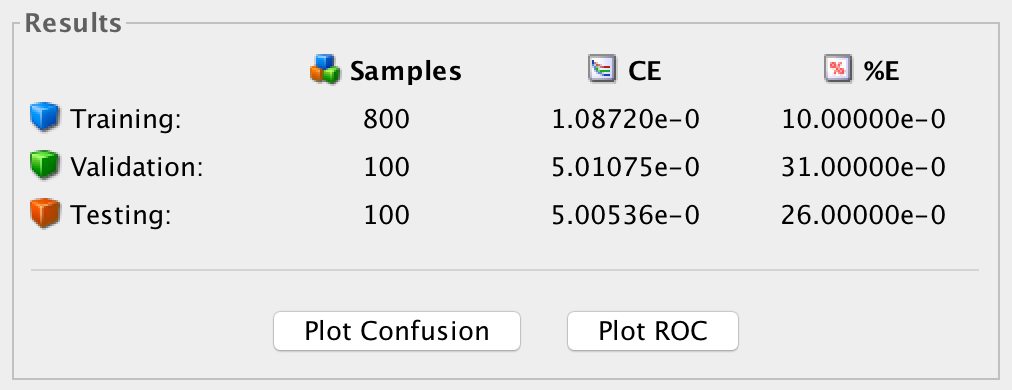 Results
Samples CE %E
Training: 800 1.08720e-0 10.00000e-0
Validation: 100 5.01075e-0 31.00000e-0
Testing: 100 5.00536e-0 26.00000e-0
Plot Confusion Plot ROC